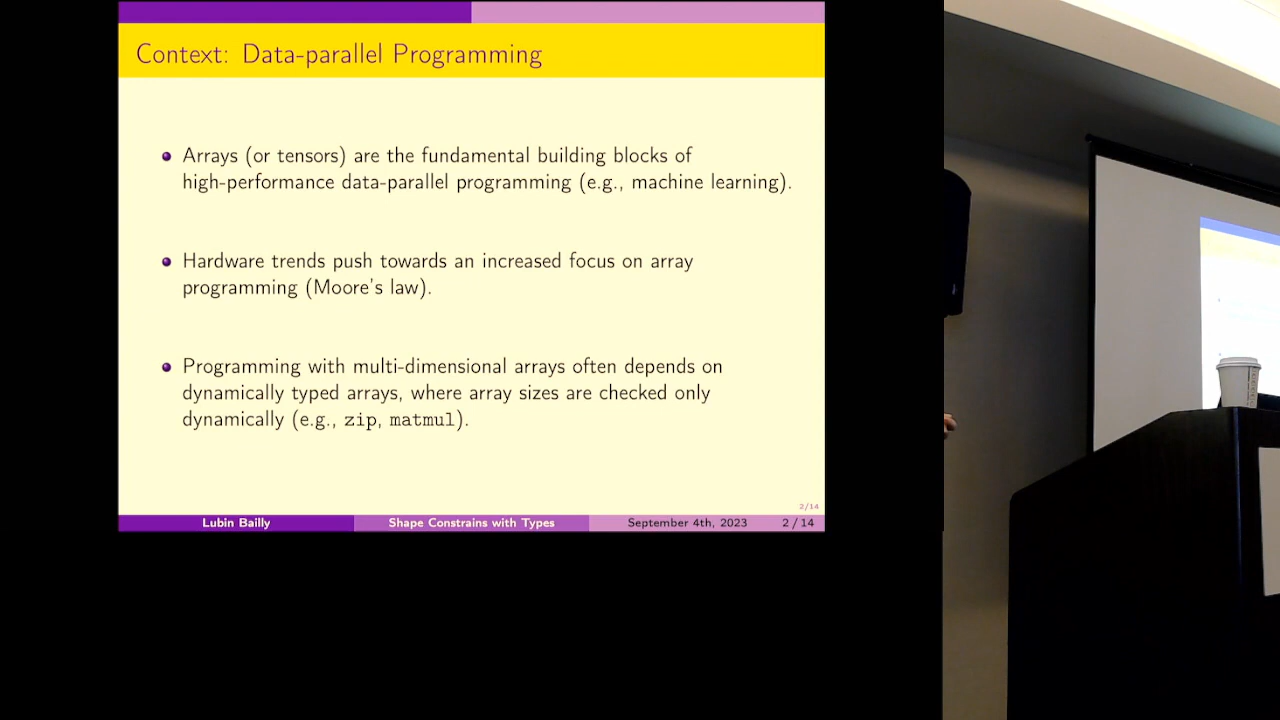 Context: Data-parallel Programming
Arrays (or tensors) are the fundamental building blocks of
high-performance data-parallel programming (e.g., machine learning).
Hardware trends push towards an increased focus on array
programming (Moore's law).
Programming with multi-dimensional arrays often depends on
dynamically typed arrays, where array sizes are checked only
dynamically (e.g., zip, matmul).
2/14
Lubin Bailly Shape Constrains with Types September 4th, 2023 2 / 14